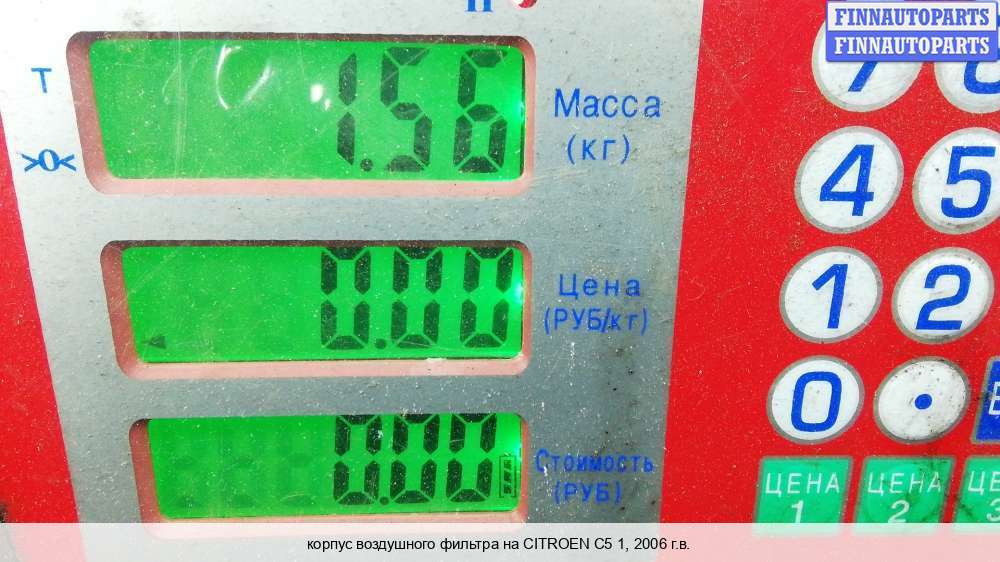 FINNAUTOPARTS
FINNAUTOPARTS
Т
>0<
1.56
Масса
(кг)
0.00
Цена
(РУБ/кг)
0.00
Стоимость
(РУБ)
4 5
1 2
0 .
ЦЕНА 1
ЦЕНА 2
корпус воздушного фильтра на CITROEN C5 1, 2006 г.в.